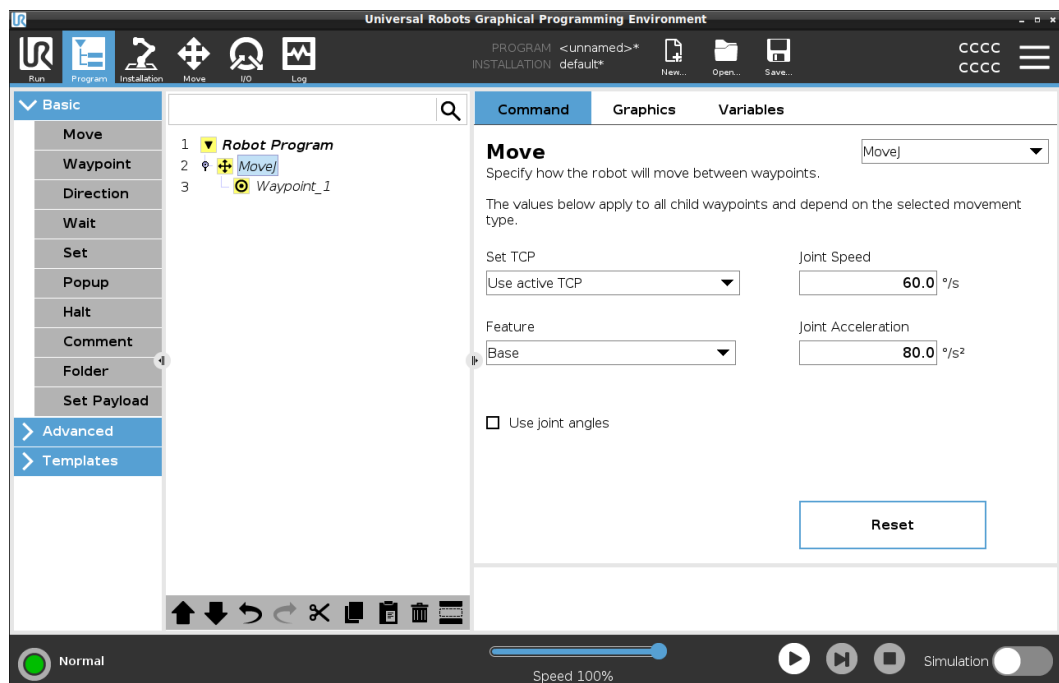 UR
Universal Robots Graphical Programming Environment
UR
Run
Program
Installation
Move
I/O
Log
PROGRAM <unnamed>*
INSTALLATION default*
New...
Open...
Save...
CCCC
CCCC
Basic
Move
Waypoint
Direction
Wait
Set
Popup
Halt
Comment
Folder
Set Payload
Advanced
Templates
1 Robot Program
2 MoveJ
3 Waypoint_1
Command Graphics Variables
Move
MoveJ
Specify how the robot will move between waypoints.
The values below apply to all child waypoints and depend on the selected movement
type.
Set TCP
Use active TCP
Joint Speed
60.0 °/s
Feature
Base
Joint Acceleration
80.0 °/s²
Use joint angles
Reset
Normal
Speed 100%
Simulation